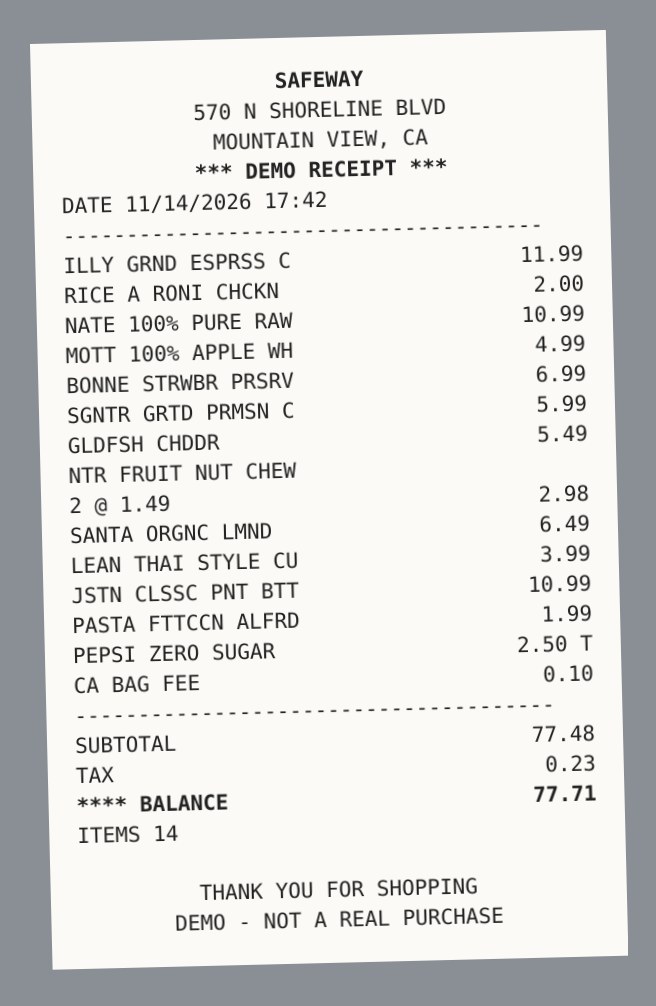 SAFEWAY
570 N SHORELINE BLVD
MOUNTAIN VIEW, CA
*** DEMO RECEIPT ***
DATE 11/14/2026 17:42
--------------------------------------
ILLY GRND ESPRSS C 11.99
RICE A RONI CHCKN 2.00
NATE 100% PURE RAW 10.99
MOTT 100% APPLE WH 4.99
BONNE STRWBR PRSRV 6.99
SGNTR GRTD PRMSN C 5.99
GLDFSH CHDDR 5.49
NTR FRUIT NUT CHEW
2 @ 1.49 2.98
SANTA ORGNC LMND 6.49
LEAN THAI STYLE CU 3.99
JSTN CLSSC PNT BTT 10.99
PASTA FTTCCN ALFRD 1.99
PEPSI ZERO SUGAR 2.50 T
CA BAG FEE 0.10
--------------------------------------
SUBTOTAL 77.48
TAX 0.23
**** BALANCE 77.71
ITEMS 14
THANK YOU FOR SHOPPING
DEMO - NOT A REAL PURCHASE